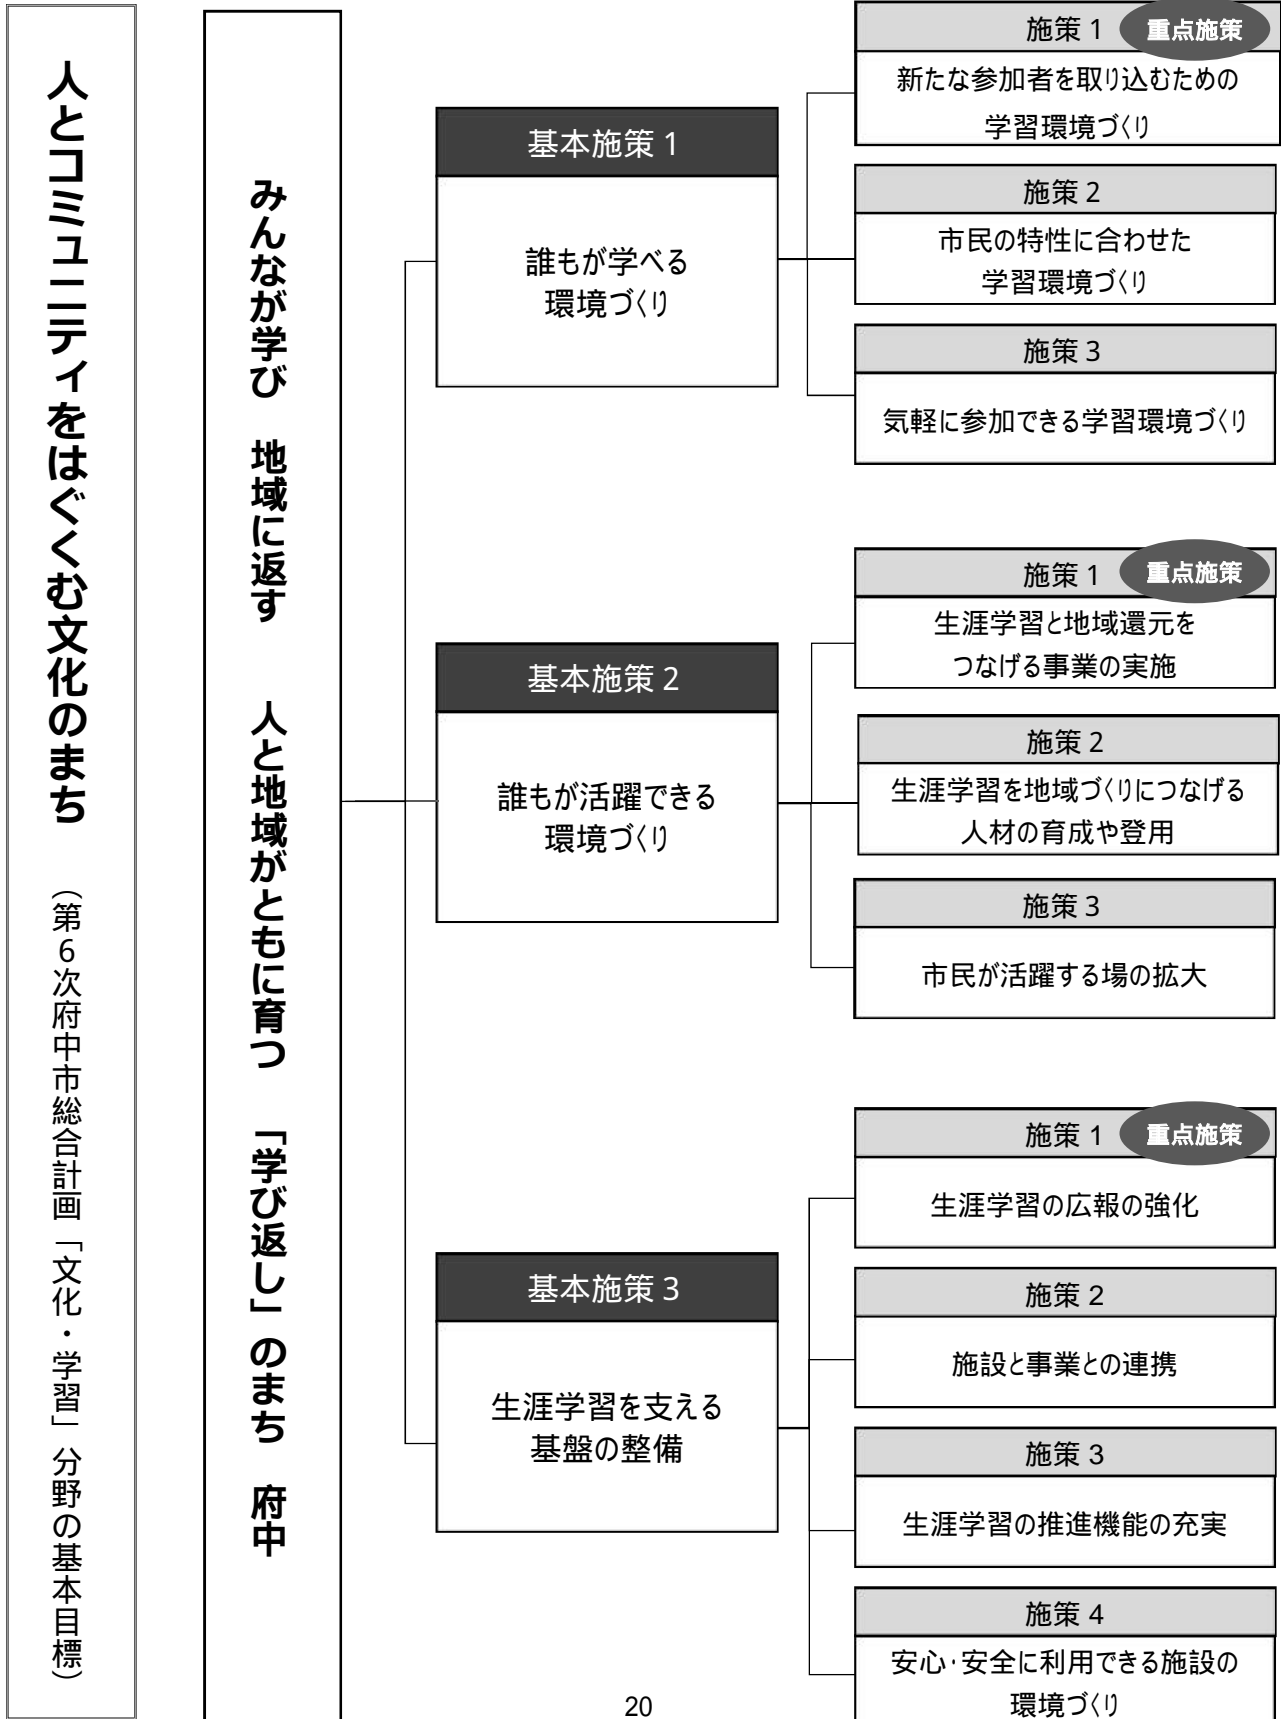 人とコミュニティをはぐくむ文化のまち （第６次府中市総合計画「文化・学習」分野の基本目標）
みんなが学び　地域に返す　人と地域がともに育つ　「学び返し」のまち　府中
基本施策 1
誰もが学べる
環境づくり
施策 1 重点施策
新たな参加者を取り込むための
学習環境づくり
施策 2
市民の特性に合わせた
学習環境づくり
施策 3
気軽に参加できる学習環境づくり
基本施策 2
誰もが活躍できる
環境づくり
施策 1 重点施策
生涯学習と地域還元を
つなげる事業の実施
施策 2
生涯学習を地域づくりにつなげる
人材の育成や登用
施策 3
市民が活躍する場の拡大
基本施策 3
生涯学習を支える
基盤の整備
施策 1 重点施策
生涯学習の広報の強化
施策 2
施設と事業との連携
施策 3
生涯学習の推進機能の充実
施策 4
安心・安全に利用できる施設の
環境づくり
20